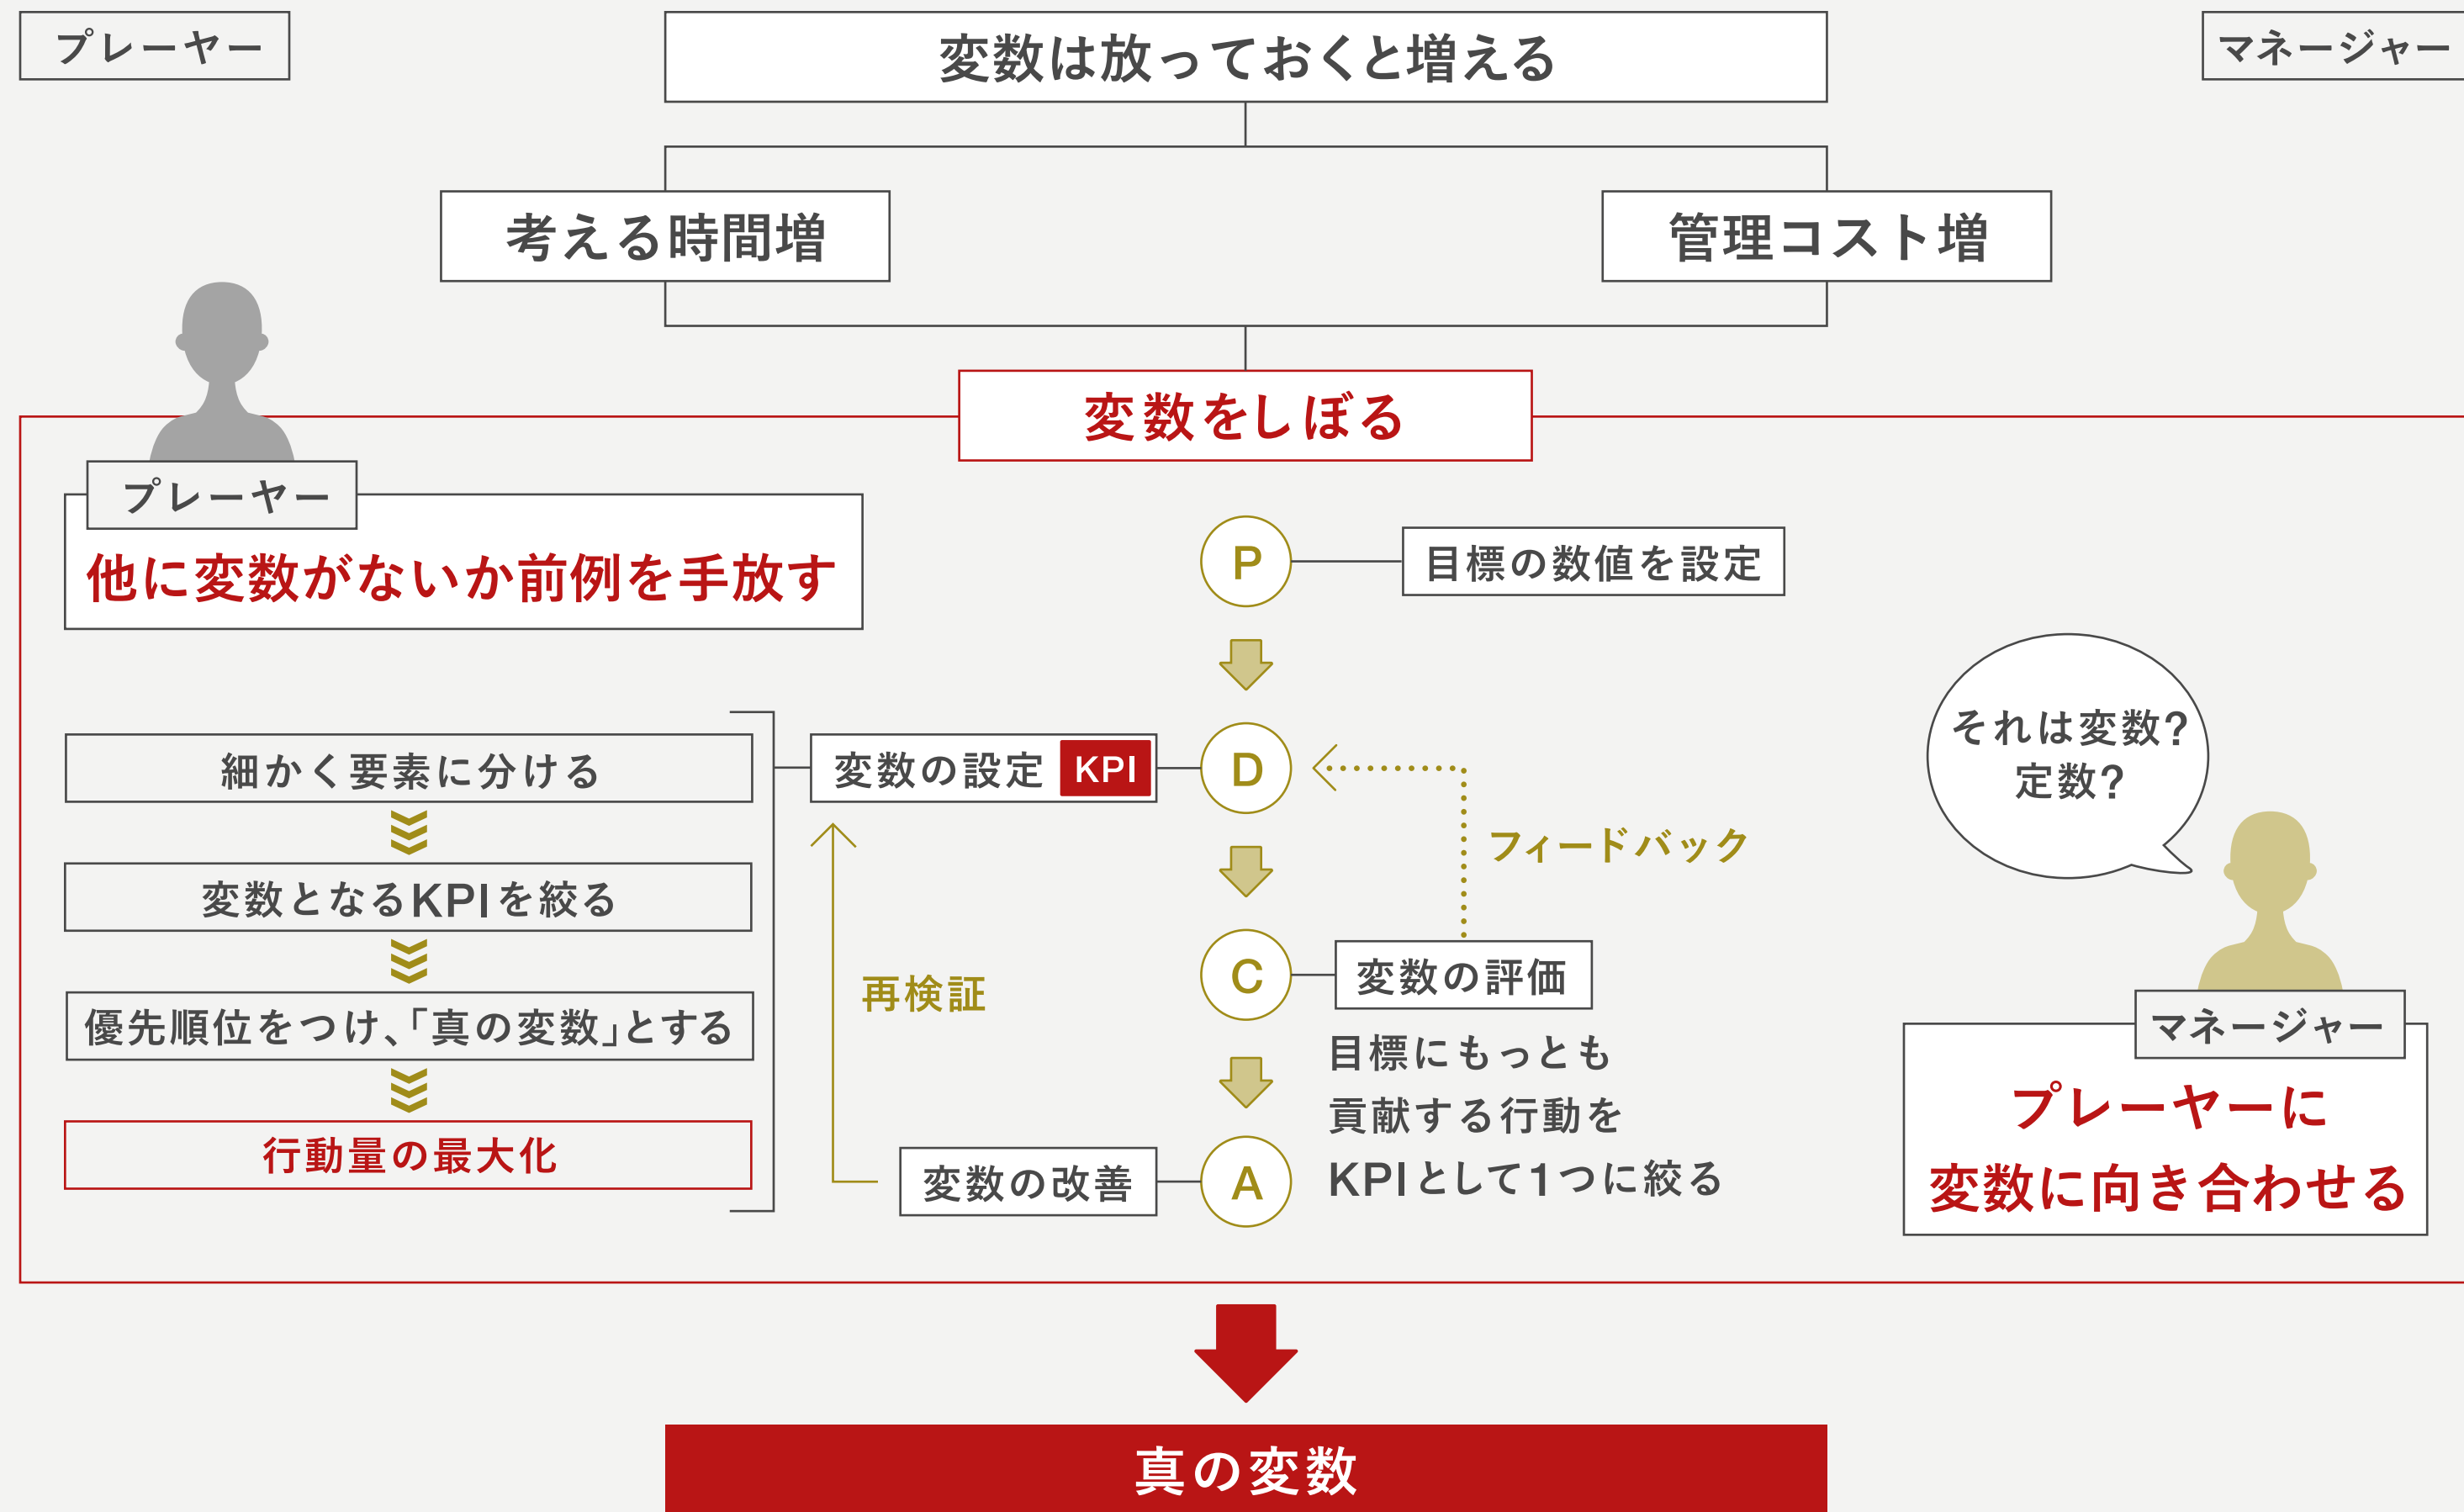 プレーヤー
変数は放っておくと増える
マネージャー
考える時間増
管理コスト増
変数をしぼる
プレーヤー
他に変数がないか前例を手放す
P
目標の数値を設定
細かく要素に分ける
変数となるKPIを絞る
優先順位をつけ、「真の変数」とする
行動量の最大化
変数の設定 KPI
D
フィードバック
再検証
C
変数の評価
目標にもっとも
貢献する行動を
KPIとして1つに絞る
変数の改善
A
それは変数?
定数?
マネージャー
プレーヤーに
変数に向き合わせる
真の変数